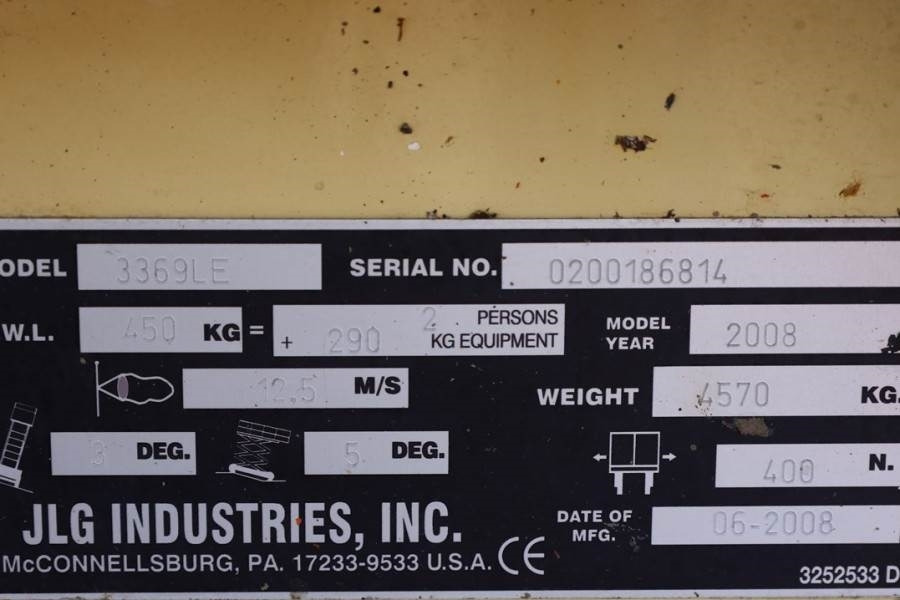 ODEL 3369LE SERIAL NO. 0200186814
W.L. 450 KG = 2 PERSONS
+ 290 KG EQUIPMENT
MODEL YEAR 2008
12.5 M/S
WEIGHT 4570 KG.
3 DEG. 5 DEG.
400 N.
JLG INDUSTRIES, INC.
DATE OF MFG. 06-2008
McCONNELLSBURG, PA. 17233-9533 U.S.A. CE
3252533 D